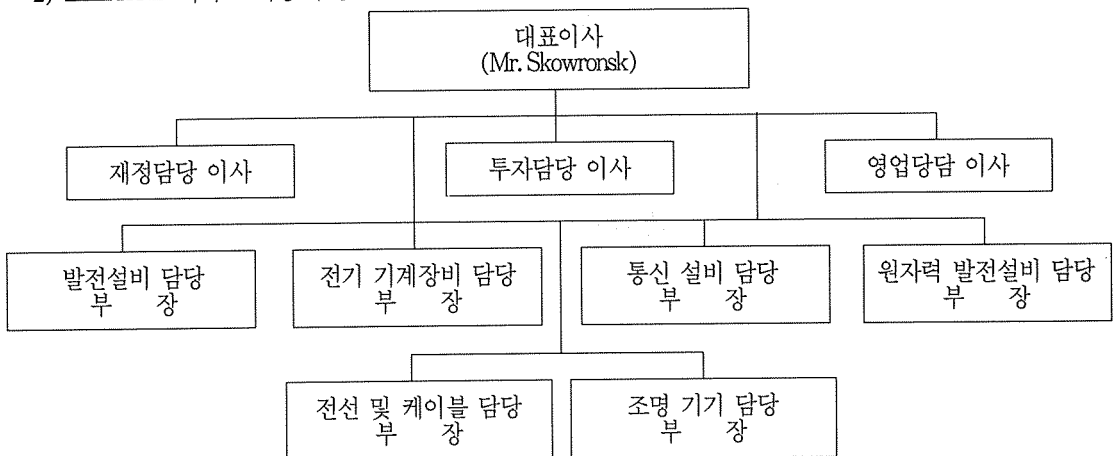 2)
대표이사
(Mr. Skowronsk)
재정담당 이사
투자담당 이사
영업당담 이사
발전설비 담당
부 장
전기 기계장비 담당
부 장
통신 설비 담당
부 장
원자력 발전설비 담당
부 장
전선 및 케이블 담당
부 장
조명 기기 담당
부 장